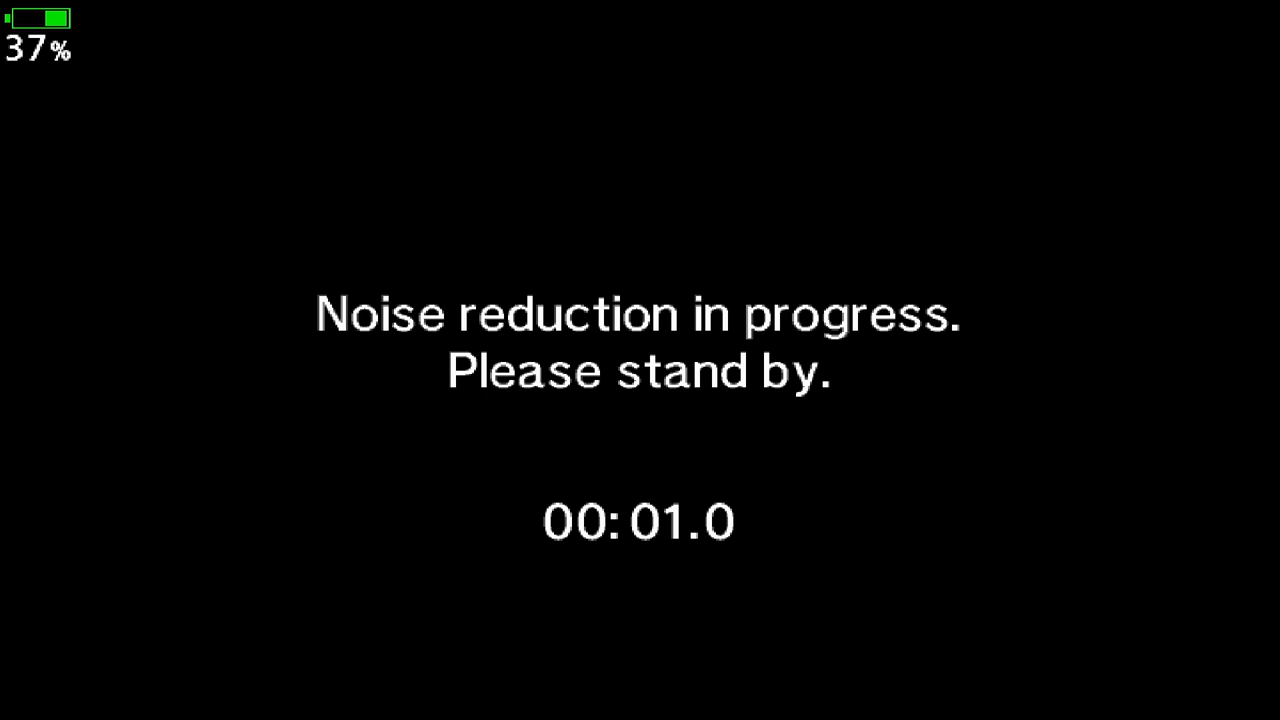 37%
Noise reduction in progress.
Please stand by.
00:01.0